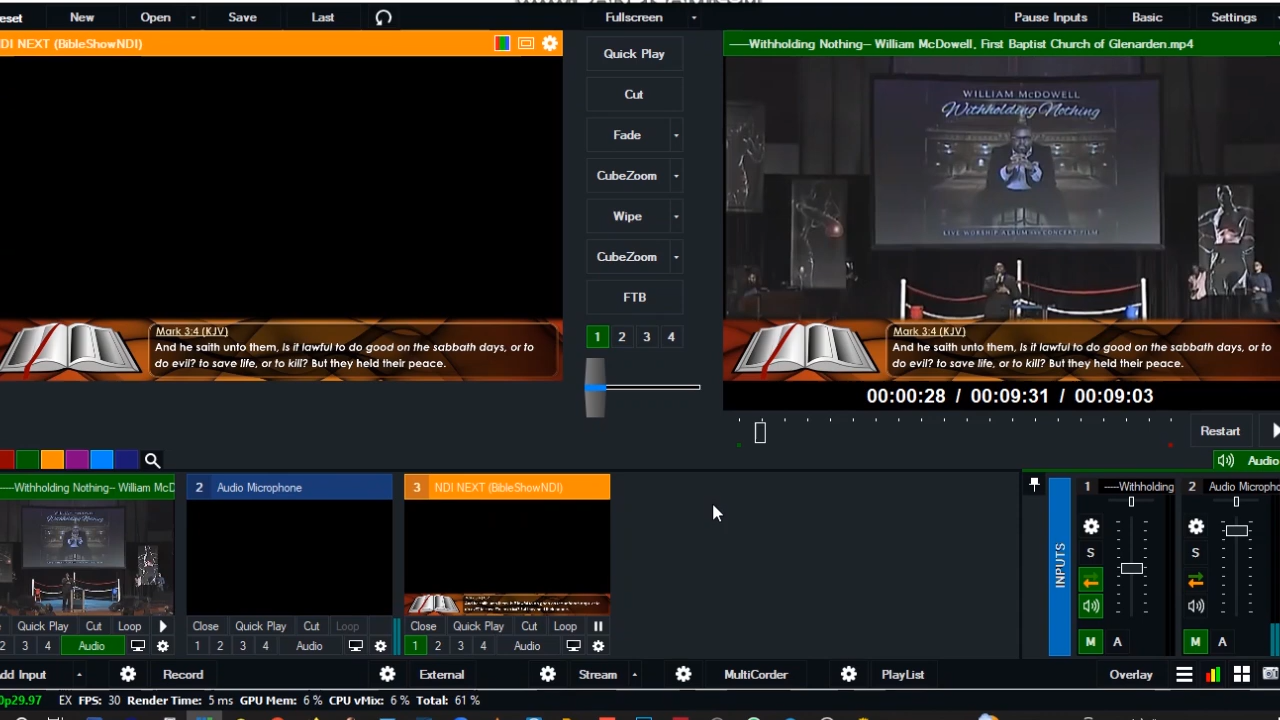 eset New Open Save Last Fullscreen Pause Inputs Basic Settings
DI NEXT (BibleShowNDI)
Quick Play
Cut
Fade
CubeZoom
Wipe
CubeZoom
FTB
1 2 3 4
Mark 3:4 (KJV)
And he saith unto them, Is it lawful to do good on the sabbath days, or to
do evil? to save life, or to kill? But they held their peace.
-----Withholding Nothing-- William McDowell, First Baptist Church of Glenarden.mp4
WILLIAM McDOWELL
Withholding Nothing
LIVE WORSHIP ALBUM AND CONCERT FILM
Mark 3:4 (KJV)
And he saith unto them, Is it lawful to do good on the sabbath days, or to
do evil? to save life, or to kill? But they held their peace.
00:00:28 / 00:09:31 / 00:09:03
Restart
Audio
-----Withholding Nothing-- William McD
Quick Play Cut Loop
2 3 4 Audio
2 Audio Microphone
Close Quick Play Cut Loop
1 2 3 4 Audio
3 NDI NEXT (BibleShowNDI)
Close Quick Play Cut Loop
1 2 3 4 Audio
INPUTS
1 -----Withholding
S
M A
2 Audio Micropho
S
M A
dd Input Record External Stream MultiCorder PlayList Overlay
0p29.97 EX FPS: 30 Render Time: 5 ms GPU Mem: 6 % CPU vMix: 6 % Total: 61 %